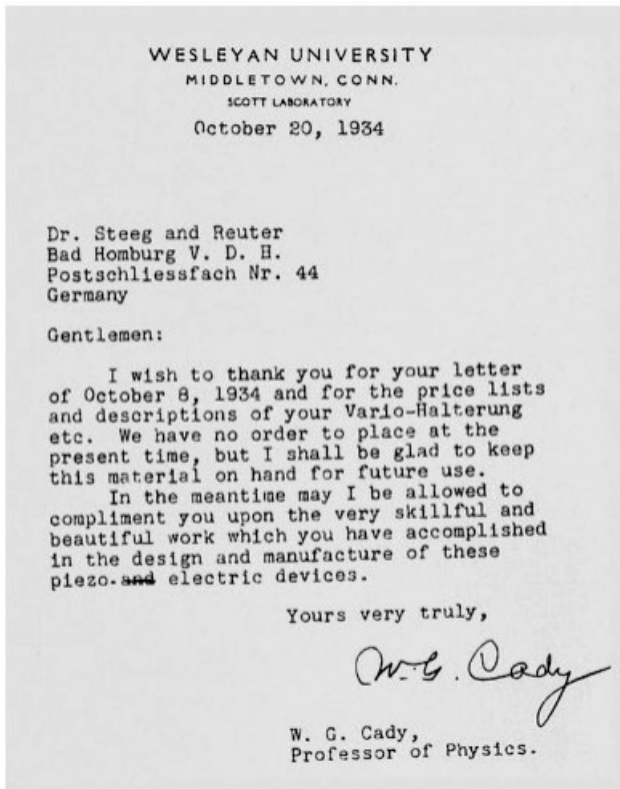 WESLEYAN UNIVERSITY
MIDDLETOWN, CONN.
SCOTT LABORATORY
October 20, 1934
Dr. Steeg and Reuter
Bad Homburg V. D. H.
Postschliessfach Nr. 44
Germany
Gentlemen:
I wish to thank you for your letter
of October 8, 1934 and for the price lists
and descriptions of your Vario-Halterung
etc. We have no order to place at the
present time, but I shall be glad to keep
this material on hand for future use.
In the meantime may I be allowed to
compliment you upon the very skillful and
beautiful work which you have accomplished
in the design and manufacture of these
piezo-and electric devices.
Yours very truly,
W. G. Cady
W. G. Cady,
Professor of Physics.